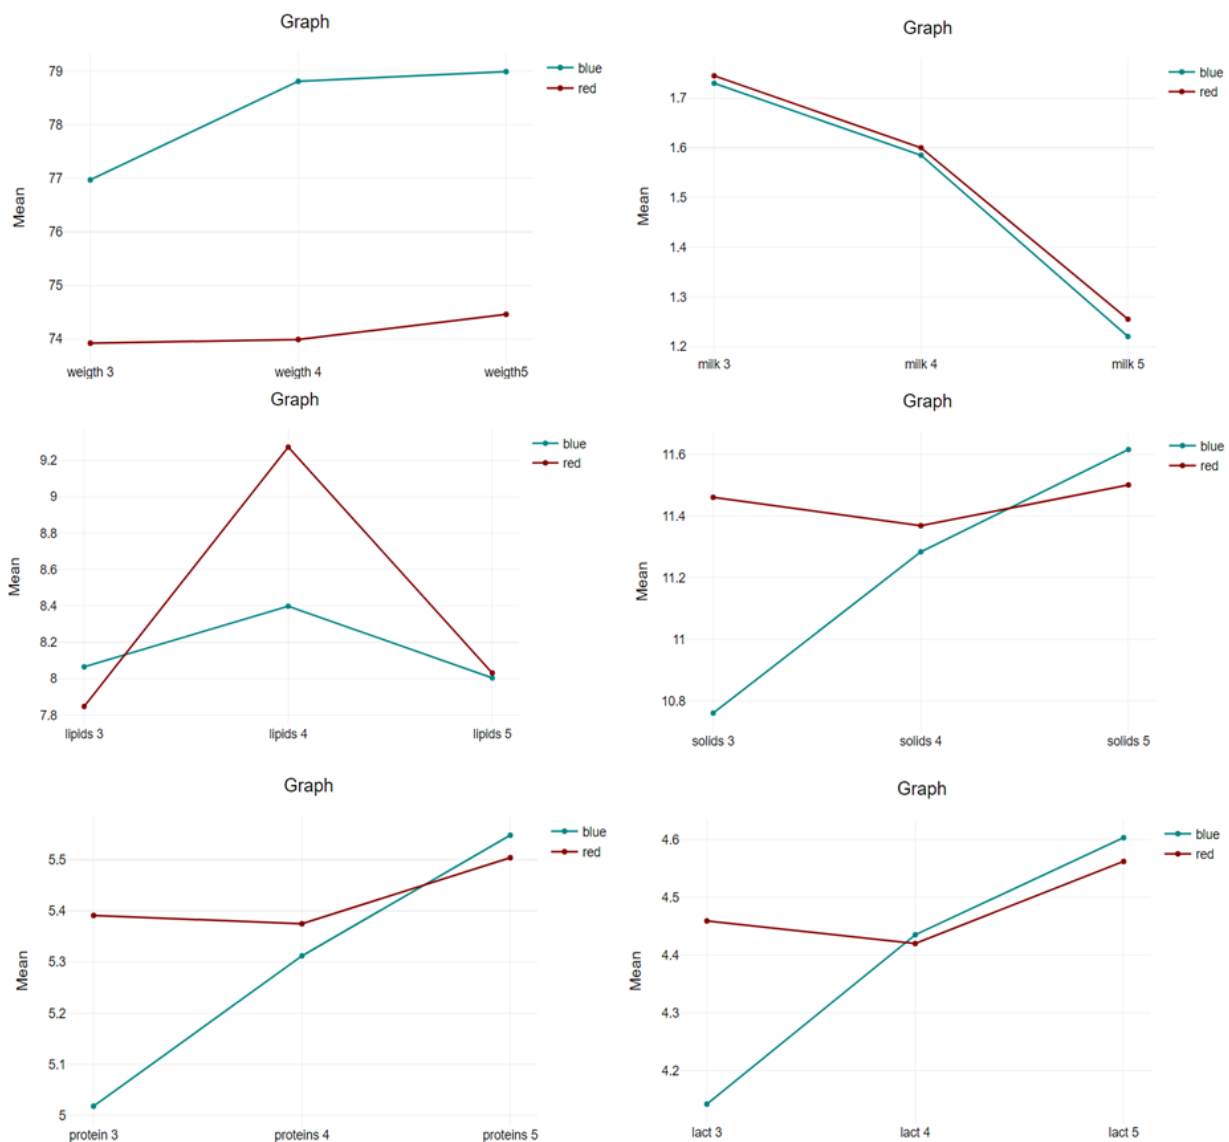 Graph
79
78
77
76
75
74
Mean
weigth 3
weigth 4
weigth5
blue
red
Graph
1.7
1.6
1.5
1.4
1.3
1.2
Mean
milk 3
milk 4
milk 5
blue
red
Graph
9.2
9
8.8
8.6
8.4
8.2
8
7.8
Mean
lipids 3
lipids 4
lipids 5
blue
red
Graph
11.6
11.4
11.2
11
10.8
Mean
solids 3
solids 4
solids 5
blue
red
Graph
5.5
5.4
5.3
5.2
5.1
5
Mean
protein 3
proteins 4
proteins 5
blue
red
Graph
4.6
4.5
4.4
4.3
4.2
Mean
lact 3
lact 4
lact 5
blue
red